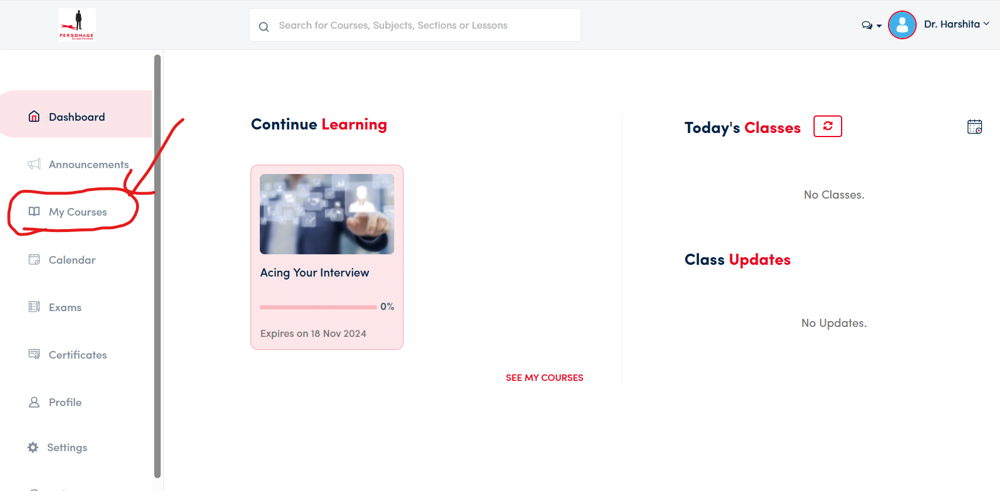 PERSONAGE
Search for Courses, Subjects, Sections or Lessons
Dr. Harshita
Dashboard
Announcements
My Courses
Calendar
Exams
Certificates
Profile
Settings
Continue Learning
Acing Your Interview
0%
Expires on 18 Nov 2024
SEE MY COURSES
Today's Classes
No Classes.
Class Updates
No Updates.